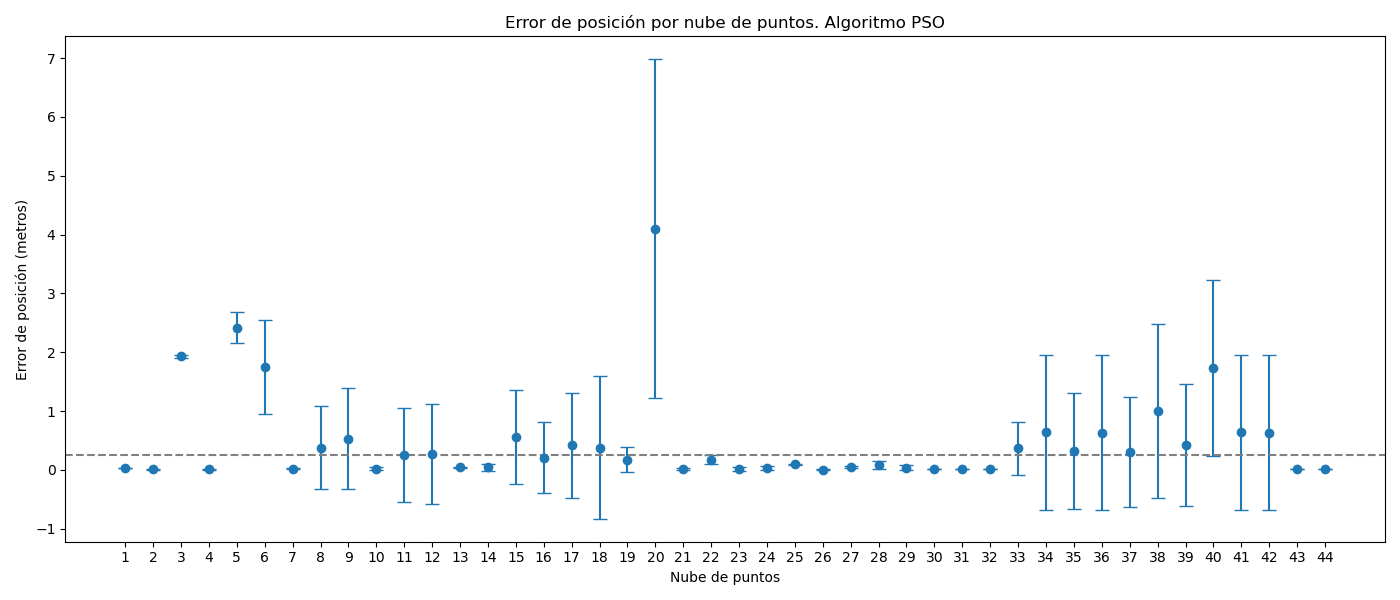 Error de posición por nube de puntos. Algoritmo PSO
Error de posición (metros)
7
6
5
4
3
2
1
0
−1
1 2 3 4 5 6 7 8 9 10 11 12 13 14 15 16 17 18 19 20 21 22 23 24 25 26 27 28 29 30 31 32 33 34 35 36 37 38 39 40 41 42 43 44
Nube de puntos